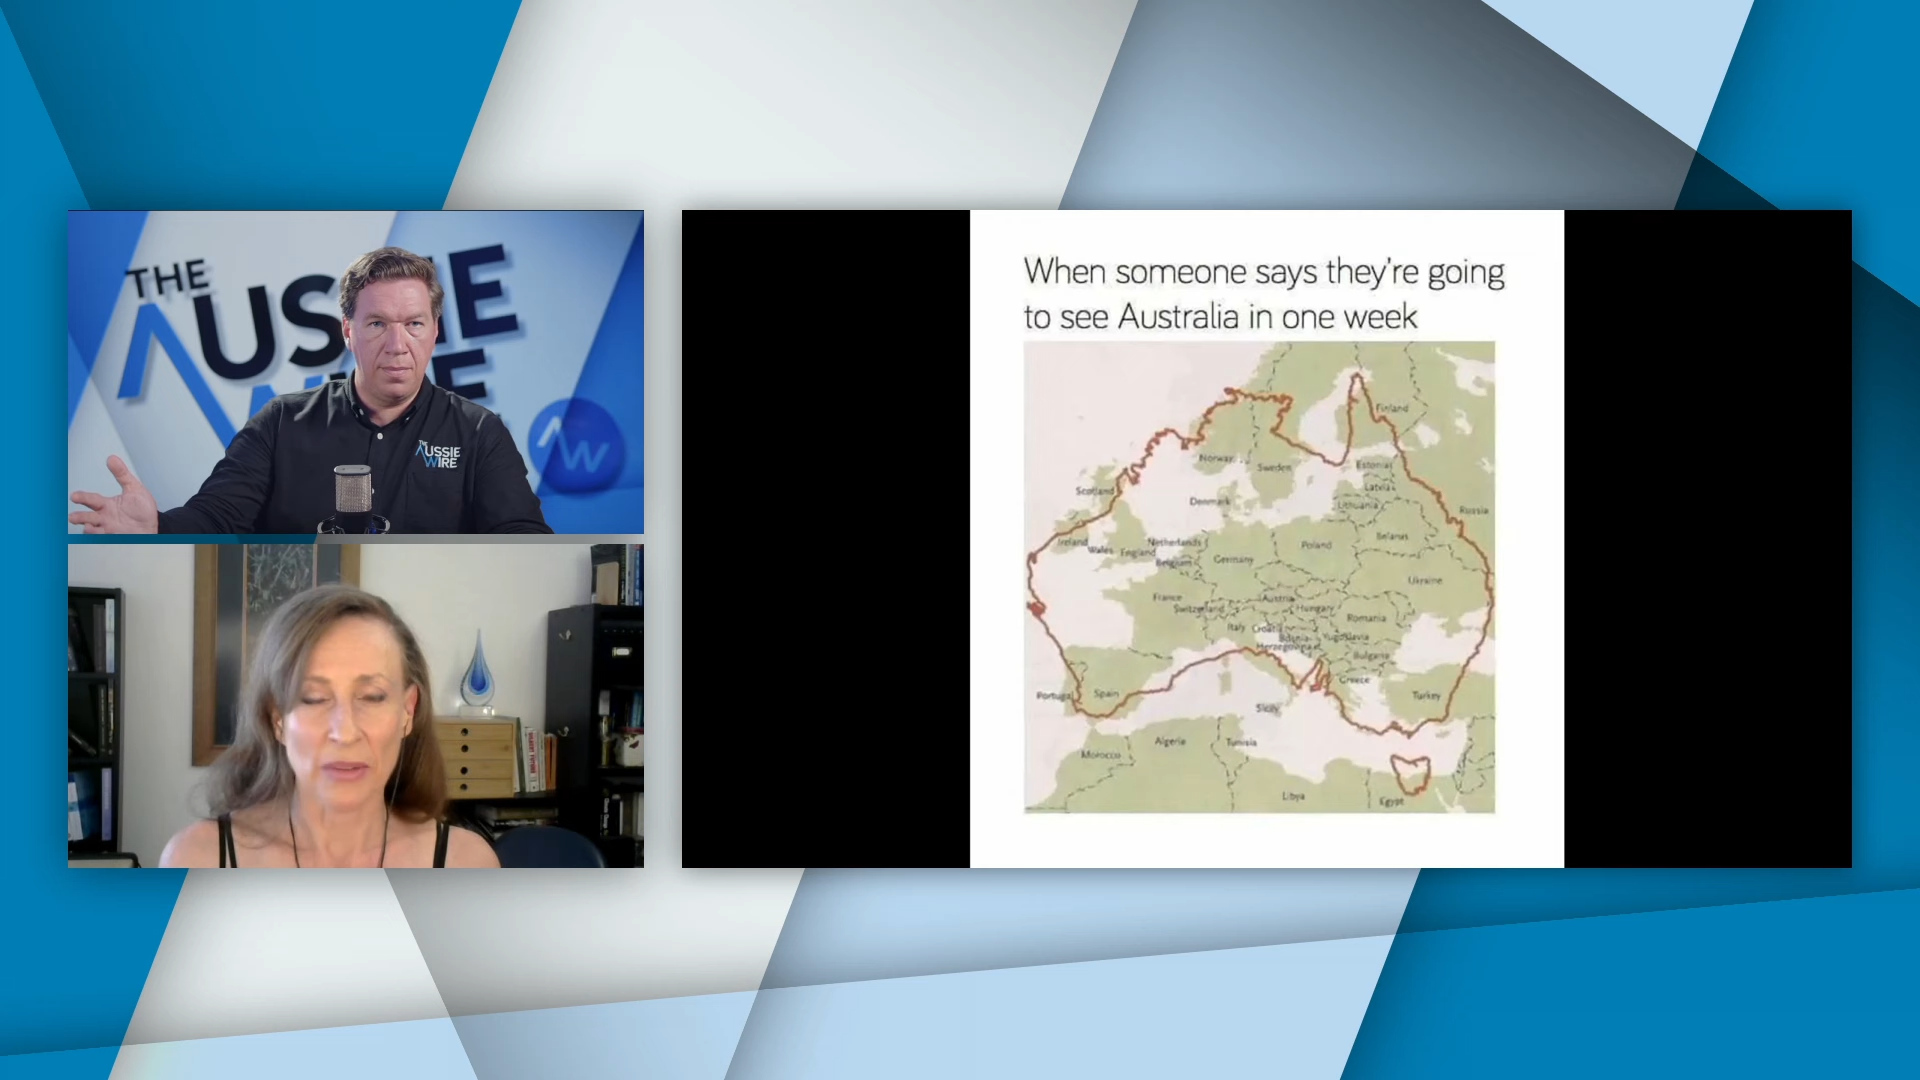 THE
AUSSIE
WIRE
AW
THE
AUSSIE
WIRE
When someone says they're going
to see Australia in one week
Finland
Norway
Sweden
Estonia
Scotland
Latvia
Denmark
Lithuania
Russia
Ireland
Wales
England
Netherlands
Belgium
Germany
Poland
Belarus
Ukraine
France
Switzerland
Austria
Hungary
Romania
Italy
Croatia
Bosnia
Herzegovina
Yugoslavia
Bulgaria
Greece
Portugal
Spain
Sicily
Turkey
Morocco
Algeria
Tunisia
Libya
Egypt